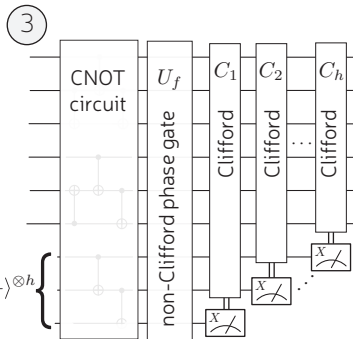 3
CNOT
circuit
U_f
non-Clifford phase gate
C_1
Clifford
C_2
Clifford
...
C_h
Clifford
⟩^{⊗h}
X
X
X